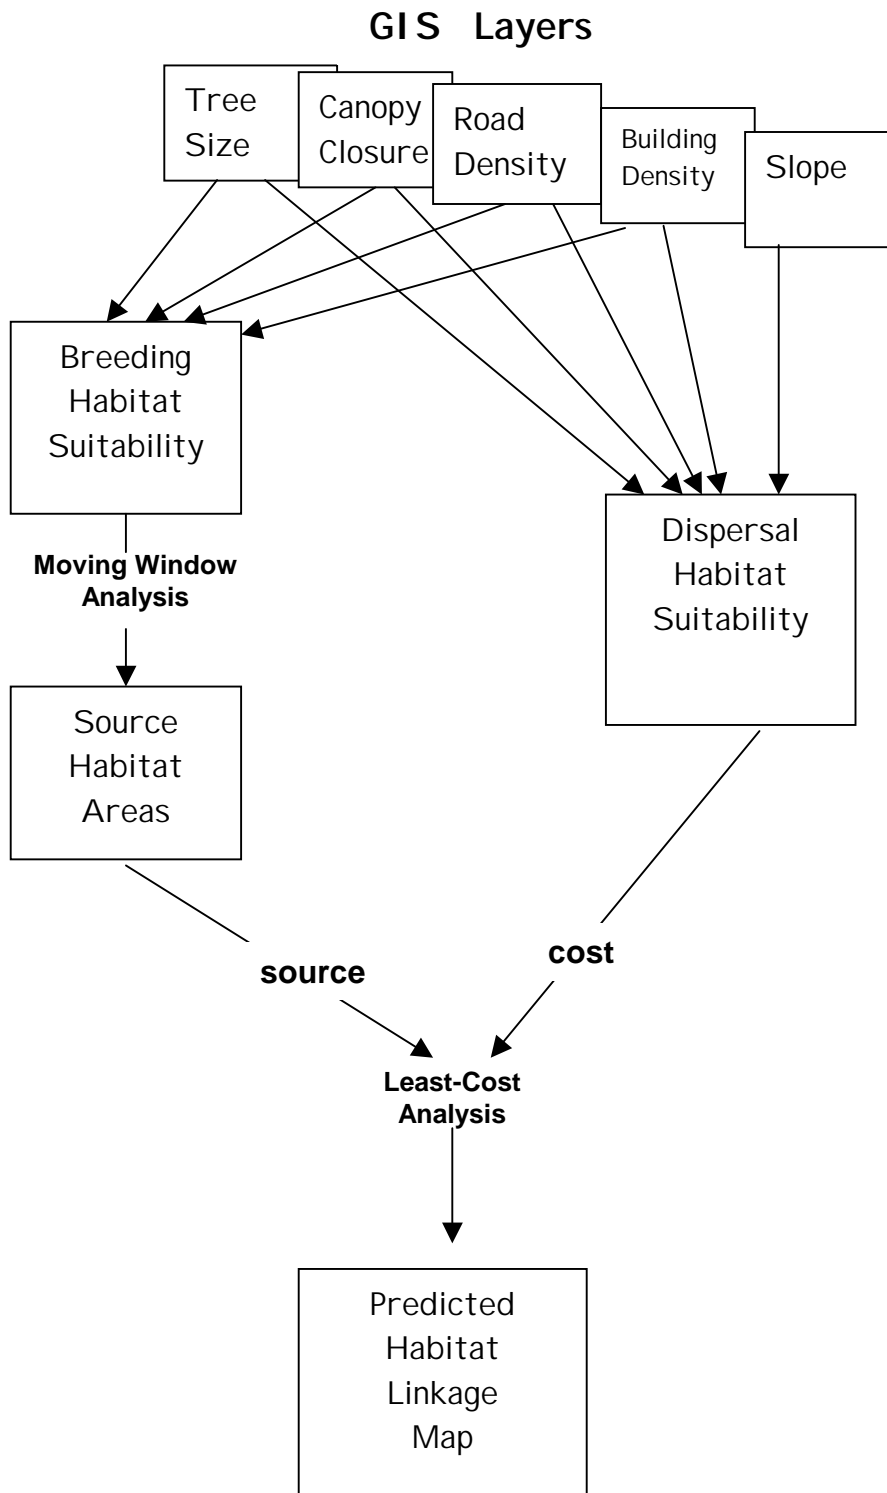 GIS Layers
Tree
Size
Canopy
Closure
Road
Density
Building
Density
Slope
Breeding
Habitat
Suitability
Dispersal
Habitat
Suitability
Moving Window
Analysis
Source
Habitat
Areas
source
cost
Least-Cost
Analysis
Predicted
Habitat
Linkage
Map